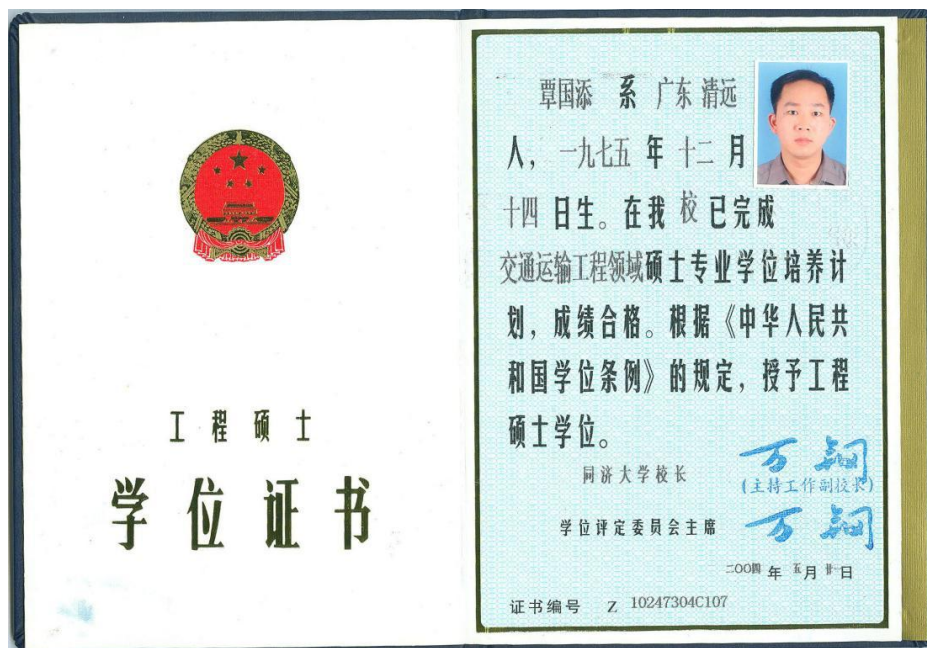 工程硕士
学位证书
覃国添 系 广东 清远
人, 一九七五 年 十二 月
十四 日生。在我 校 已完成
交通运输工程领域硕士专业学位培养计
划, 成绩合格。根据《中华人民共
和国学位条例》的规定, 授予工程
硕士学位。
同济大学校长 万钢
(主持工作副校长)
学位评定委员会主席 万钢
二〇〇四 年 五月 廿一日
证书编号 Z 10247304C107